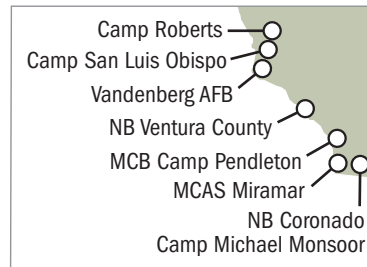 Camp Roberts
Camp San Luis Obispo
Vandenberg AFB
NB Ventura County
MCB Camp Pendleton
MCAS Miramar
NB Coronado
Camp Michael Monsoor